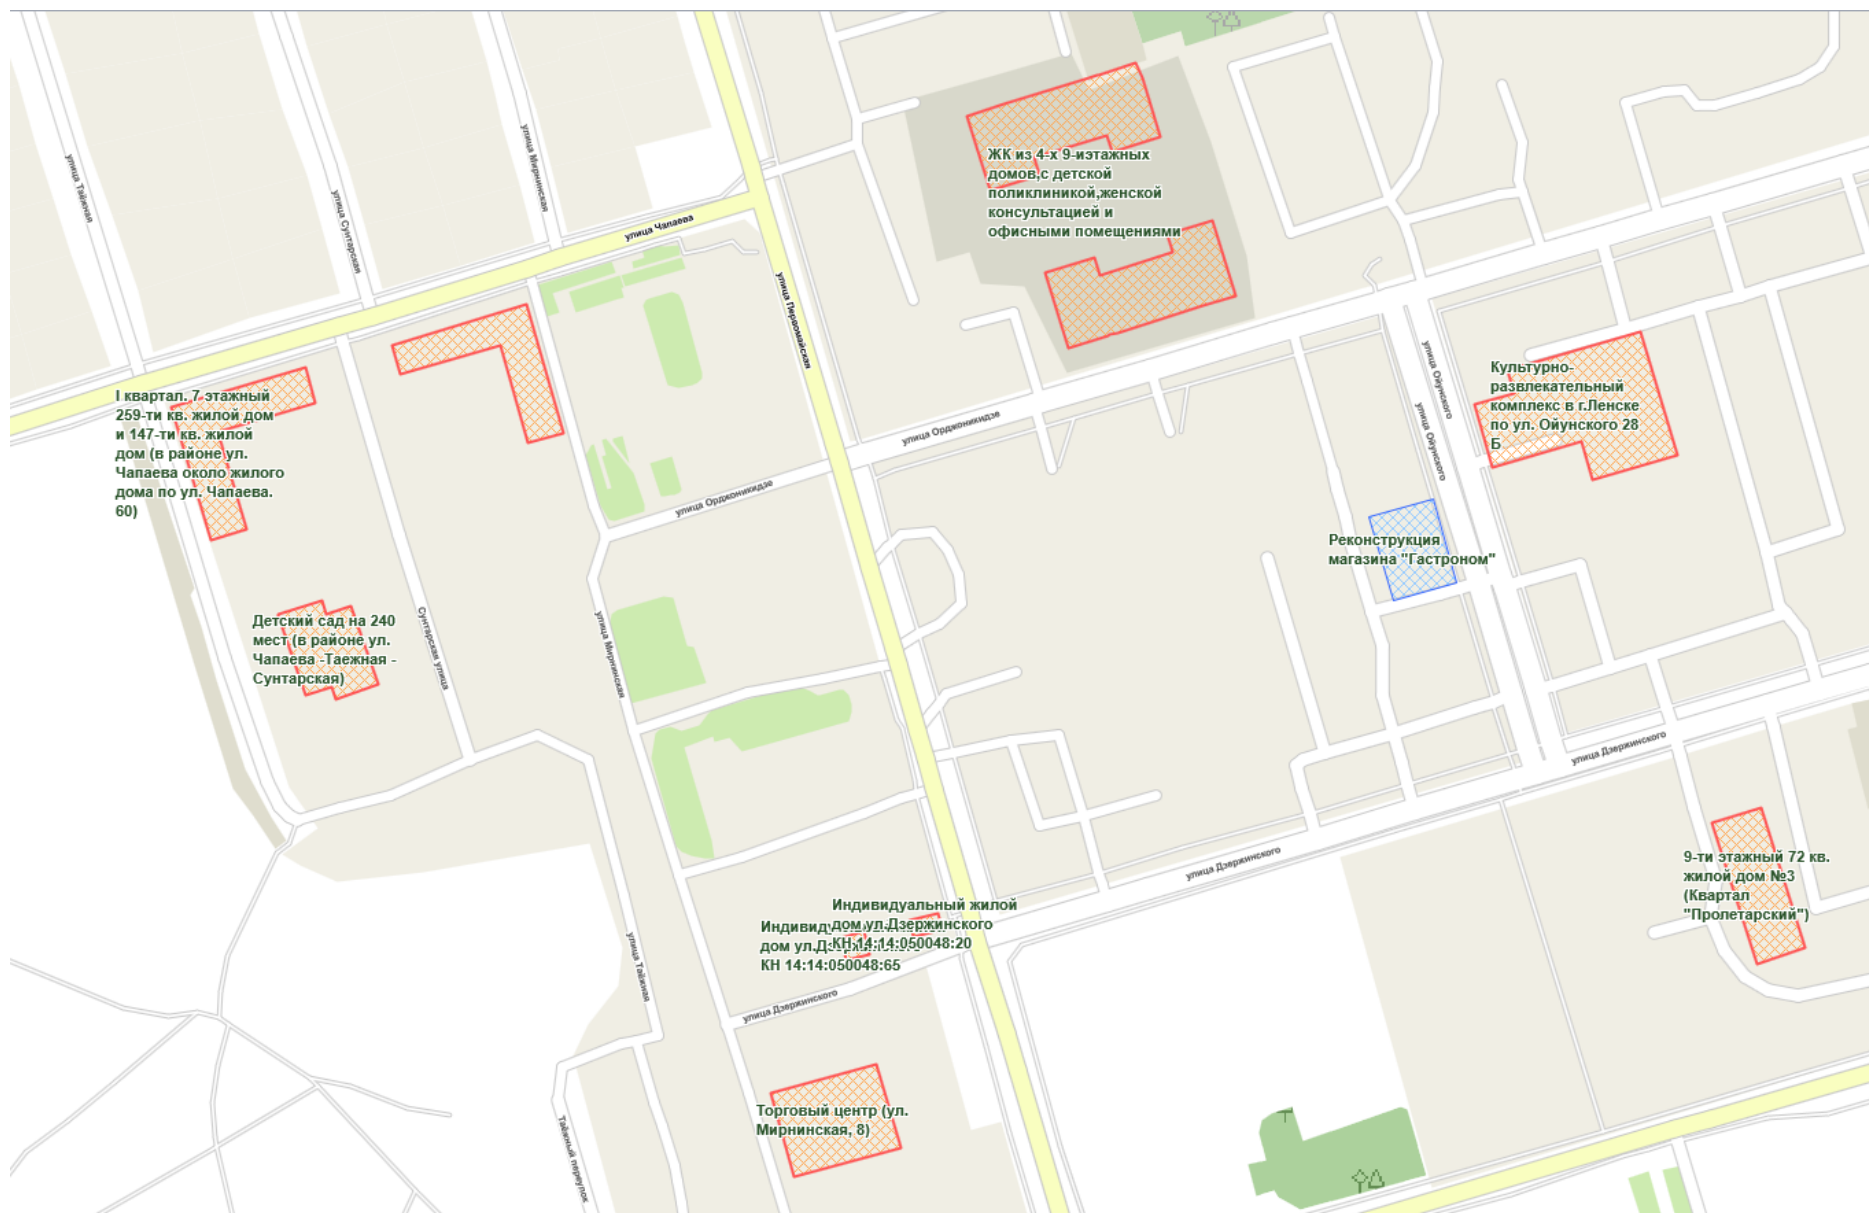 улица Таёжная
улица Сунтарская
улица Мирнинская
улица Чапаева
улица Первомайская
ЖК из 4-х 9-иэтажных
домов,с детской
поликлиникой,женской
консультацией и
офисными помещениями
I квартал. 7 этажный
259-ти кв. жилой дом
и 147-ти кв. жилой
дом (в районе ул.
Чапаева около жилого
дома по ул. Чапаева.
60)
улица Орджоникидзе
улица Орджоникидзе
улица Ойунского
улица Ойунского
Культурно-
развлекательный
комплекс в г.Ленске
по ул. Ойунского 28
Б
Реконструкция
магазина "Гастроном"
Детский сад на 240
мест (в районе ул.
Чапаева -Таежная -
Сунтарская)
Сунтарская улица
улица Мирнинская
улица Дзержинского
улица Дзержинского
9-ти этажный 72 кв.
жилой дом №3
(Квартал
"Пролетарский")
Индивидуальный жилой
дом ул.Дзержинского
КН 14:14:050048:20
дом
КН 14:14:050048:65
улица Дзержинского
улица Таёжная
Торговый центр (ул.
Мирнинская, 8)
Таёжный переулок